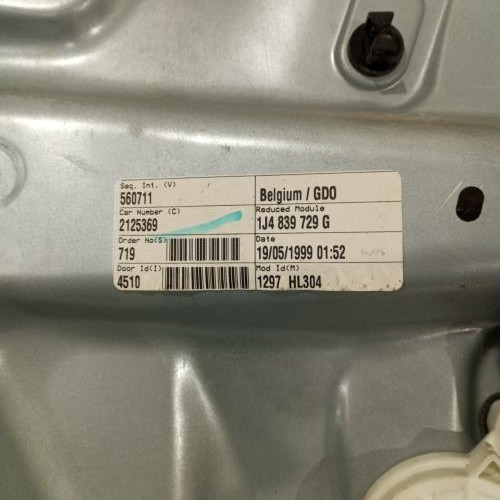 Seq. Int. (V)
560711
Belgium / GDO
Car Number (C)
2125369
Reduced Module
1J4 839 729 G
Order No(S)
719
Date
19/05/1999 01:52
Door Id(I)
4510
Mod Id(M)
1297 HL304